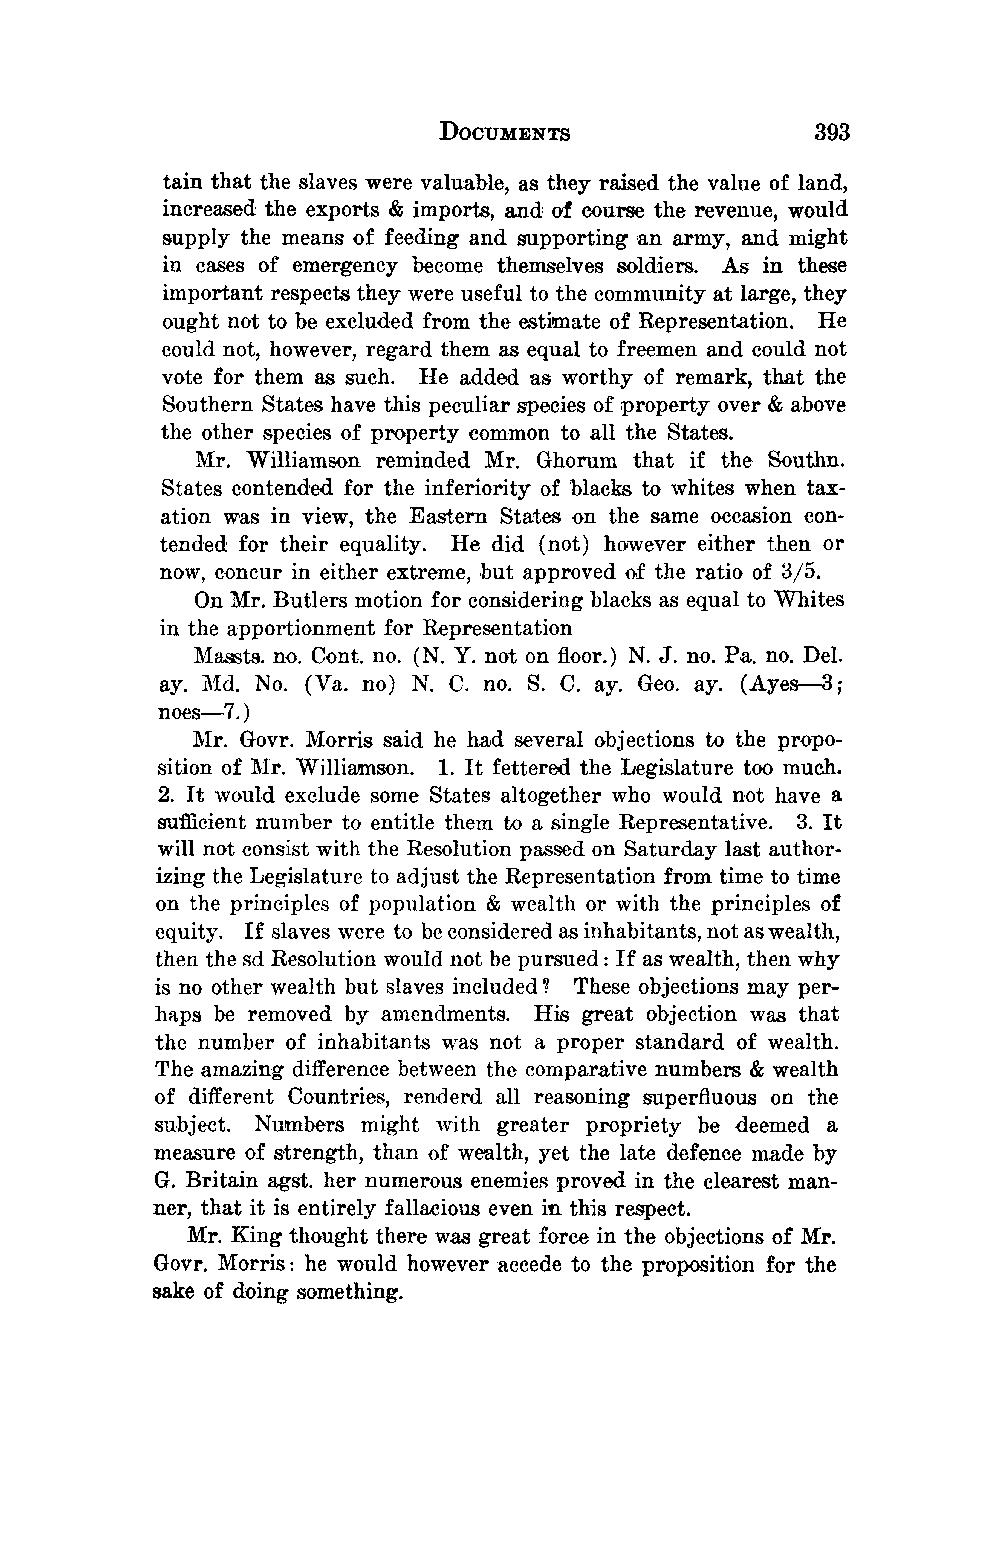 DOCUMENTS 393
tain that the slaves were valuable, as they raised the value of land,
increased the exports & imports, and of course the revenue, would
supply the means of feeding and supporting an army, and might
in cases of emergency become themselves soldiers. As in these
important respects they were useful to the community at large, they
ought not to be excluded from the estimate of Representation. He
could not, however, regard them as equal to freemen and could not
vote for them as such. He added as worthy of remark, that the
Southern States have this peculiar species of property over & above
the other species of property common to all the States.
Mr. Williamson reminded Mr. Ghorum that if the Southn.
States contended for the inferiority of blacks to whites when tax-
ation was in view, the Eastern States on the same occasion con-
tended for their equality. He did (not) however either then or
now, concur in either extreme, but approved of the ratio of 3/5.
On Mr. Butlers motion for considering blacks as equal to Whites
in the apportionment for Representation
Massts. no. Cont. no. (N. Y. not on floor.) N. J. no. Pa. no. Del.
ay. Md. No. (Va. no) N. C. no. S. C. ay. Geo. ay. (Ayes—3;
noes—7.)
Mr. Govr. Morris said he had several objections to the propo-
sition of Mr. Williamson. 1. It fettered the Legislature too much.
2. It would exclude some States altogether who would not have a
sufficient number to entitle them to a single Representative. 3. It
will not consist with the Resolution passed on Saturday last author-
izing the Legislature to adjust the Representation from time to time
on the principles of population & wealth or with the principles of
equity. If slaves were to be considered as inhabitants, not as wealth,
then the sd Resolution would not be pursued: If as wealth, then why
is no other wealth but slaves included? These objections may per-
haps be removed by amendments. His great objection was that
the number of inhabitants was not a proper standard of wealth.
The amazing difference between the comparative numbers & wealth
of different Countries, renderd all reasoning superfluous on the
subject. Numbers might with greater propriety be deemed a
measure of strength, than of wealth, yet the late defence made by
G. Britain agst. her numerous enemies proved in the clearest man-
ner, that it is entirely fallacious even in this respect.
Mr. King thought there was great force in the objections of Mr.
Govr. Morris: he would however accede to the proposition for the
sake of doing something.